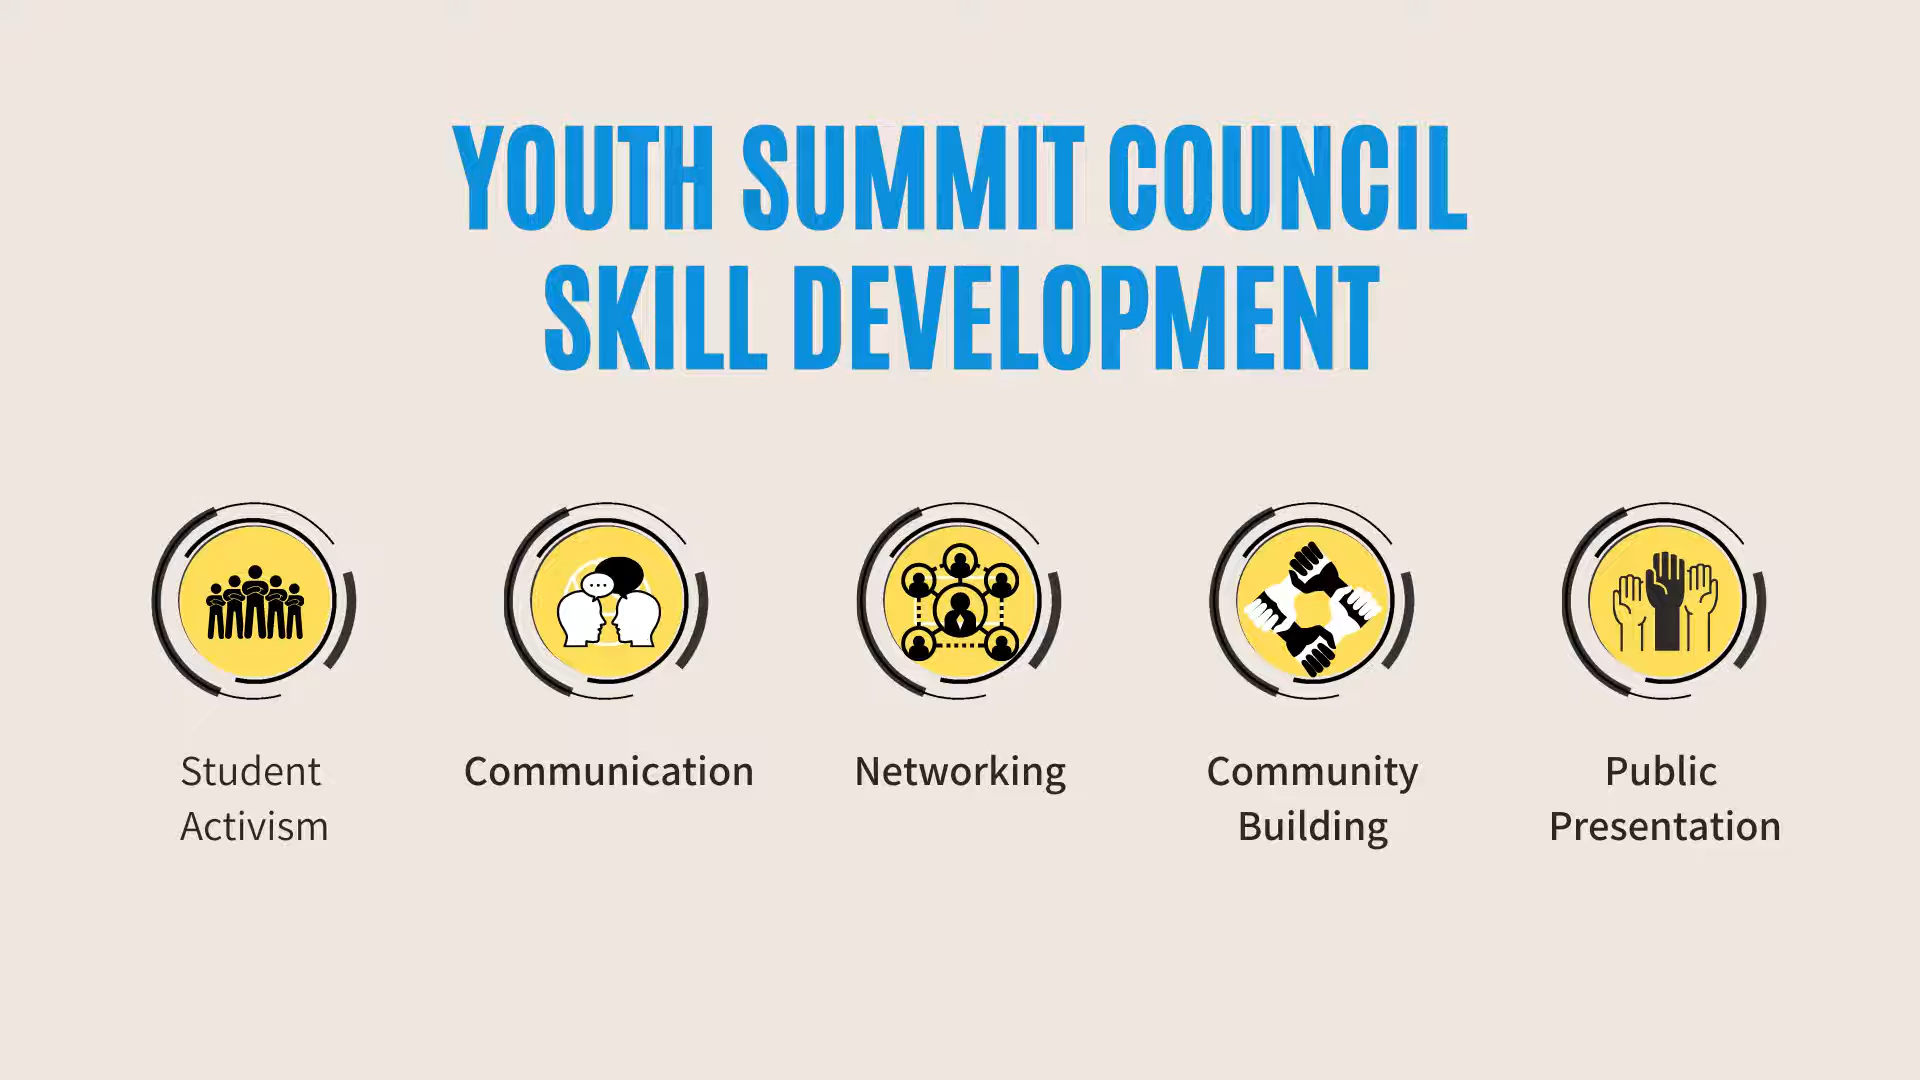 YOUTH SUMMIT COUNCIL
SKILL DEVELOPMENT
Student
Activism
Communication
Networking
Community
Building
Public
Presentation